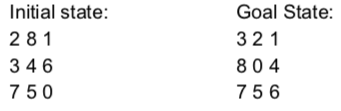 Initial state:
2 8 1
3 4 6
7 5 0
Goal State:
3 2 1
8 0 4
7 5 6